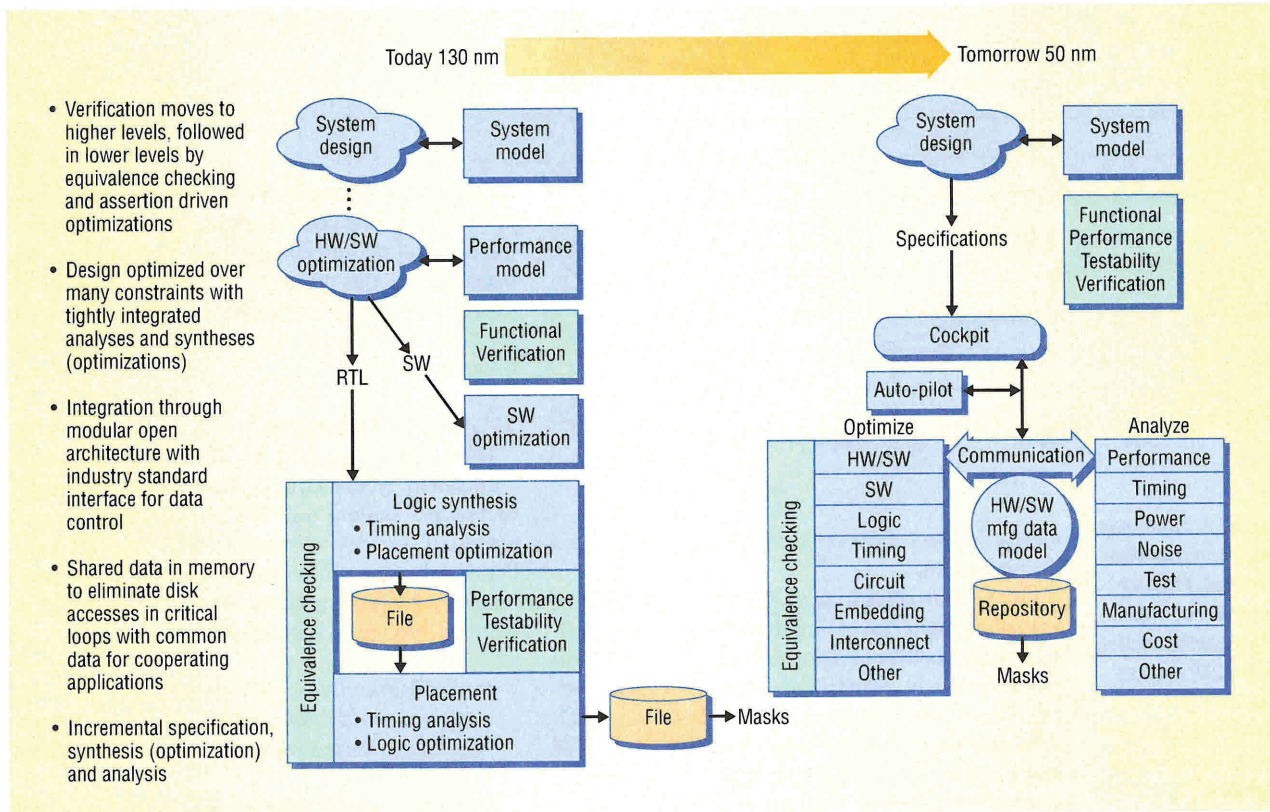 Today 130 nm
Tomorrow 50 nm
• Verification moves to
higher levels, followed
in lower levels by
equivalence checking
and assertion driven
optimizations
• Design optimized over
many constraints with
tightly integrated
analyses and syntheses
(optimizations)
• Integration through
modular open
architecture with
industry standard
interface for data
control
• Shared data in memory
to eliminate disk
accesses in critical
loops with common
data for cooperating
applications
• Incremental specification,
synthesis (optimization)
and analysis
System
design
System
model
HW/SW
optimization
Performance
model
Functional
Verification
RTL
SW
SW
optimization
Equivalence checking
Logic synthesis
• Timing analysis
• Placement optimization
File
Performance
Testability
Verification
Placement
• Timing analysis
• Logic optimization
File
Masks
System
design
System
model
Specifications
Functional
Performance
Testability
Verification
Cockpit
Auto-pilot
Optimize
Equivalence checking
HW/SW
SW
Logic
Timing
Circuit
Embedding
Interconnect
Other
Communication
HW/SW
mfg data
model
Repository
Masks
Analyze
Performance
Timing
Power
Noise
Test
Manufacturing
Cost
Other